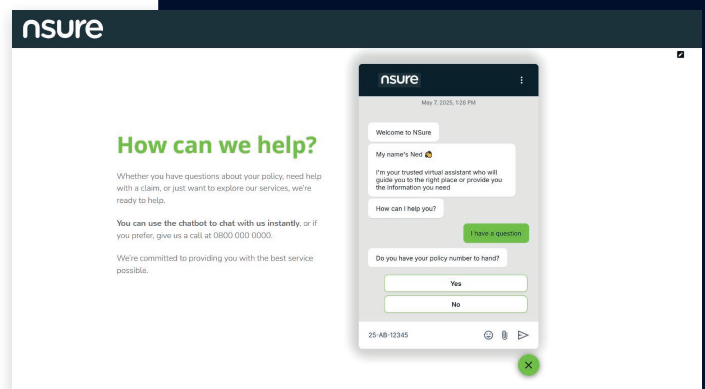 nsure
How can we help?
Whether you have questions about your policy, need help
with a claim, or just want to explore our services, we're
ready to help.
You can use the chatbot to chat with us instantly, or if
you prefer, give us a call at 0800 000 0000.
We're committed to providing you with the best service
possible.
nsure
May 7, 2025, 1:28 PM
Welcome to NSure
My name's Ned
I'm your trusted virtual assistant who will
guide you to the right place or provide you
the information you need
How can I help you?
I have a question
Do you have your policy number to hand?
Yes
No
25-AB-12345